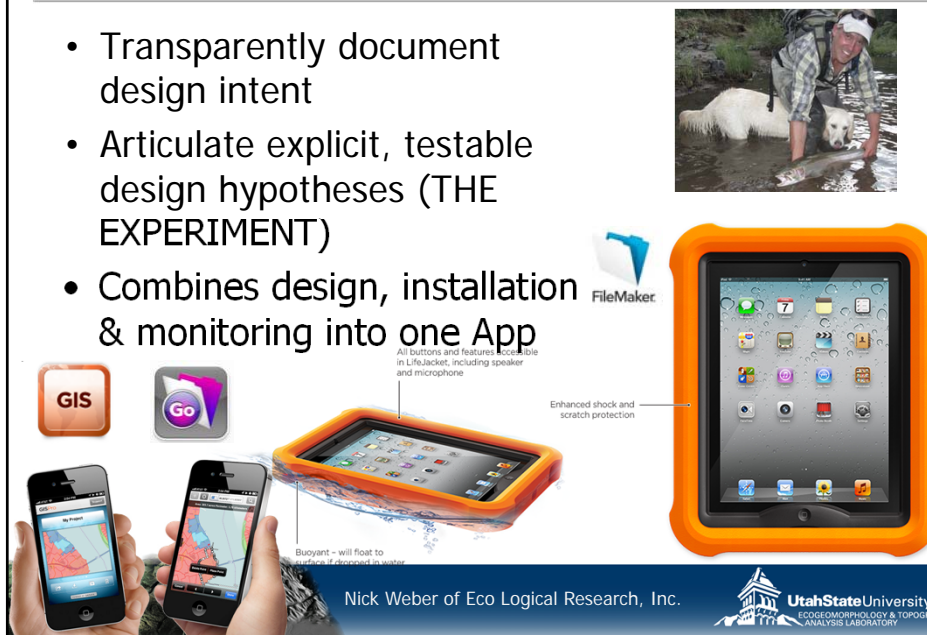 • Transparently document
design intent
• Articulate explicit, testable
design hypotheses (THE
EXPERIMENT)
• Combines design, installation
& monitoring into one App
FileMaker
All buttons and features accessible
in LifeJacket, including speaker
and microphone
GIS
Go
Enhanced shock and
scratch protection
My Project
Buoyant – will float to
surface if dropped in water
Nick Weber of Eco Logical Research, Inc.
UtahStateUniversity
ECOGEOMORPHOLOGY & TOPOG
ANALYSIS LABORATORY